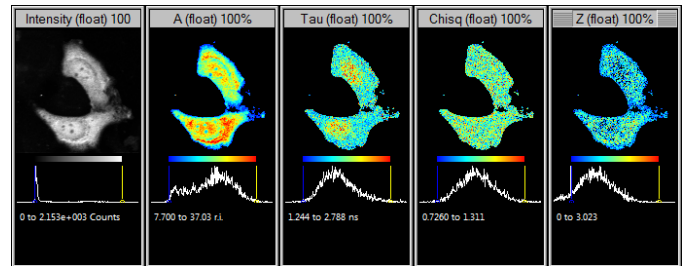 Intensity (float) 100
A (float) 100%
Tau (float) 100%
Chisq (float) 100%
Z (float) 100%
0 to 2.153e+003 Counts
7.700 to 37.03 r.i.
1.244 to 2.788 ns
0.7260 to 1.311
0 to 3.023